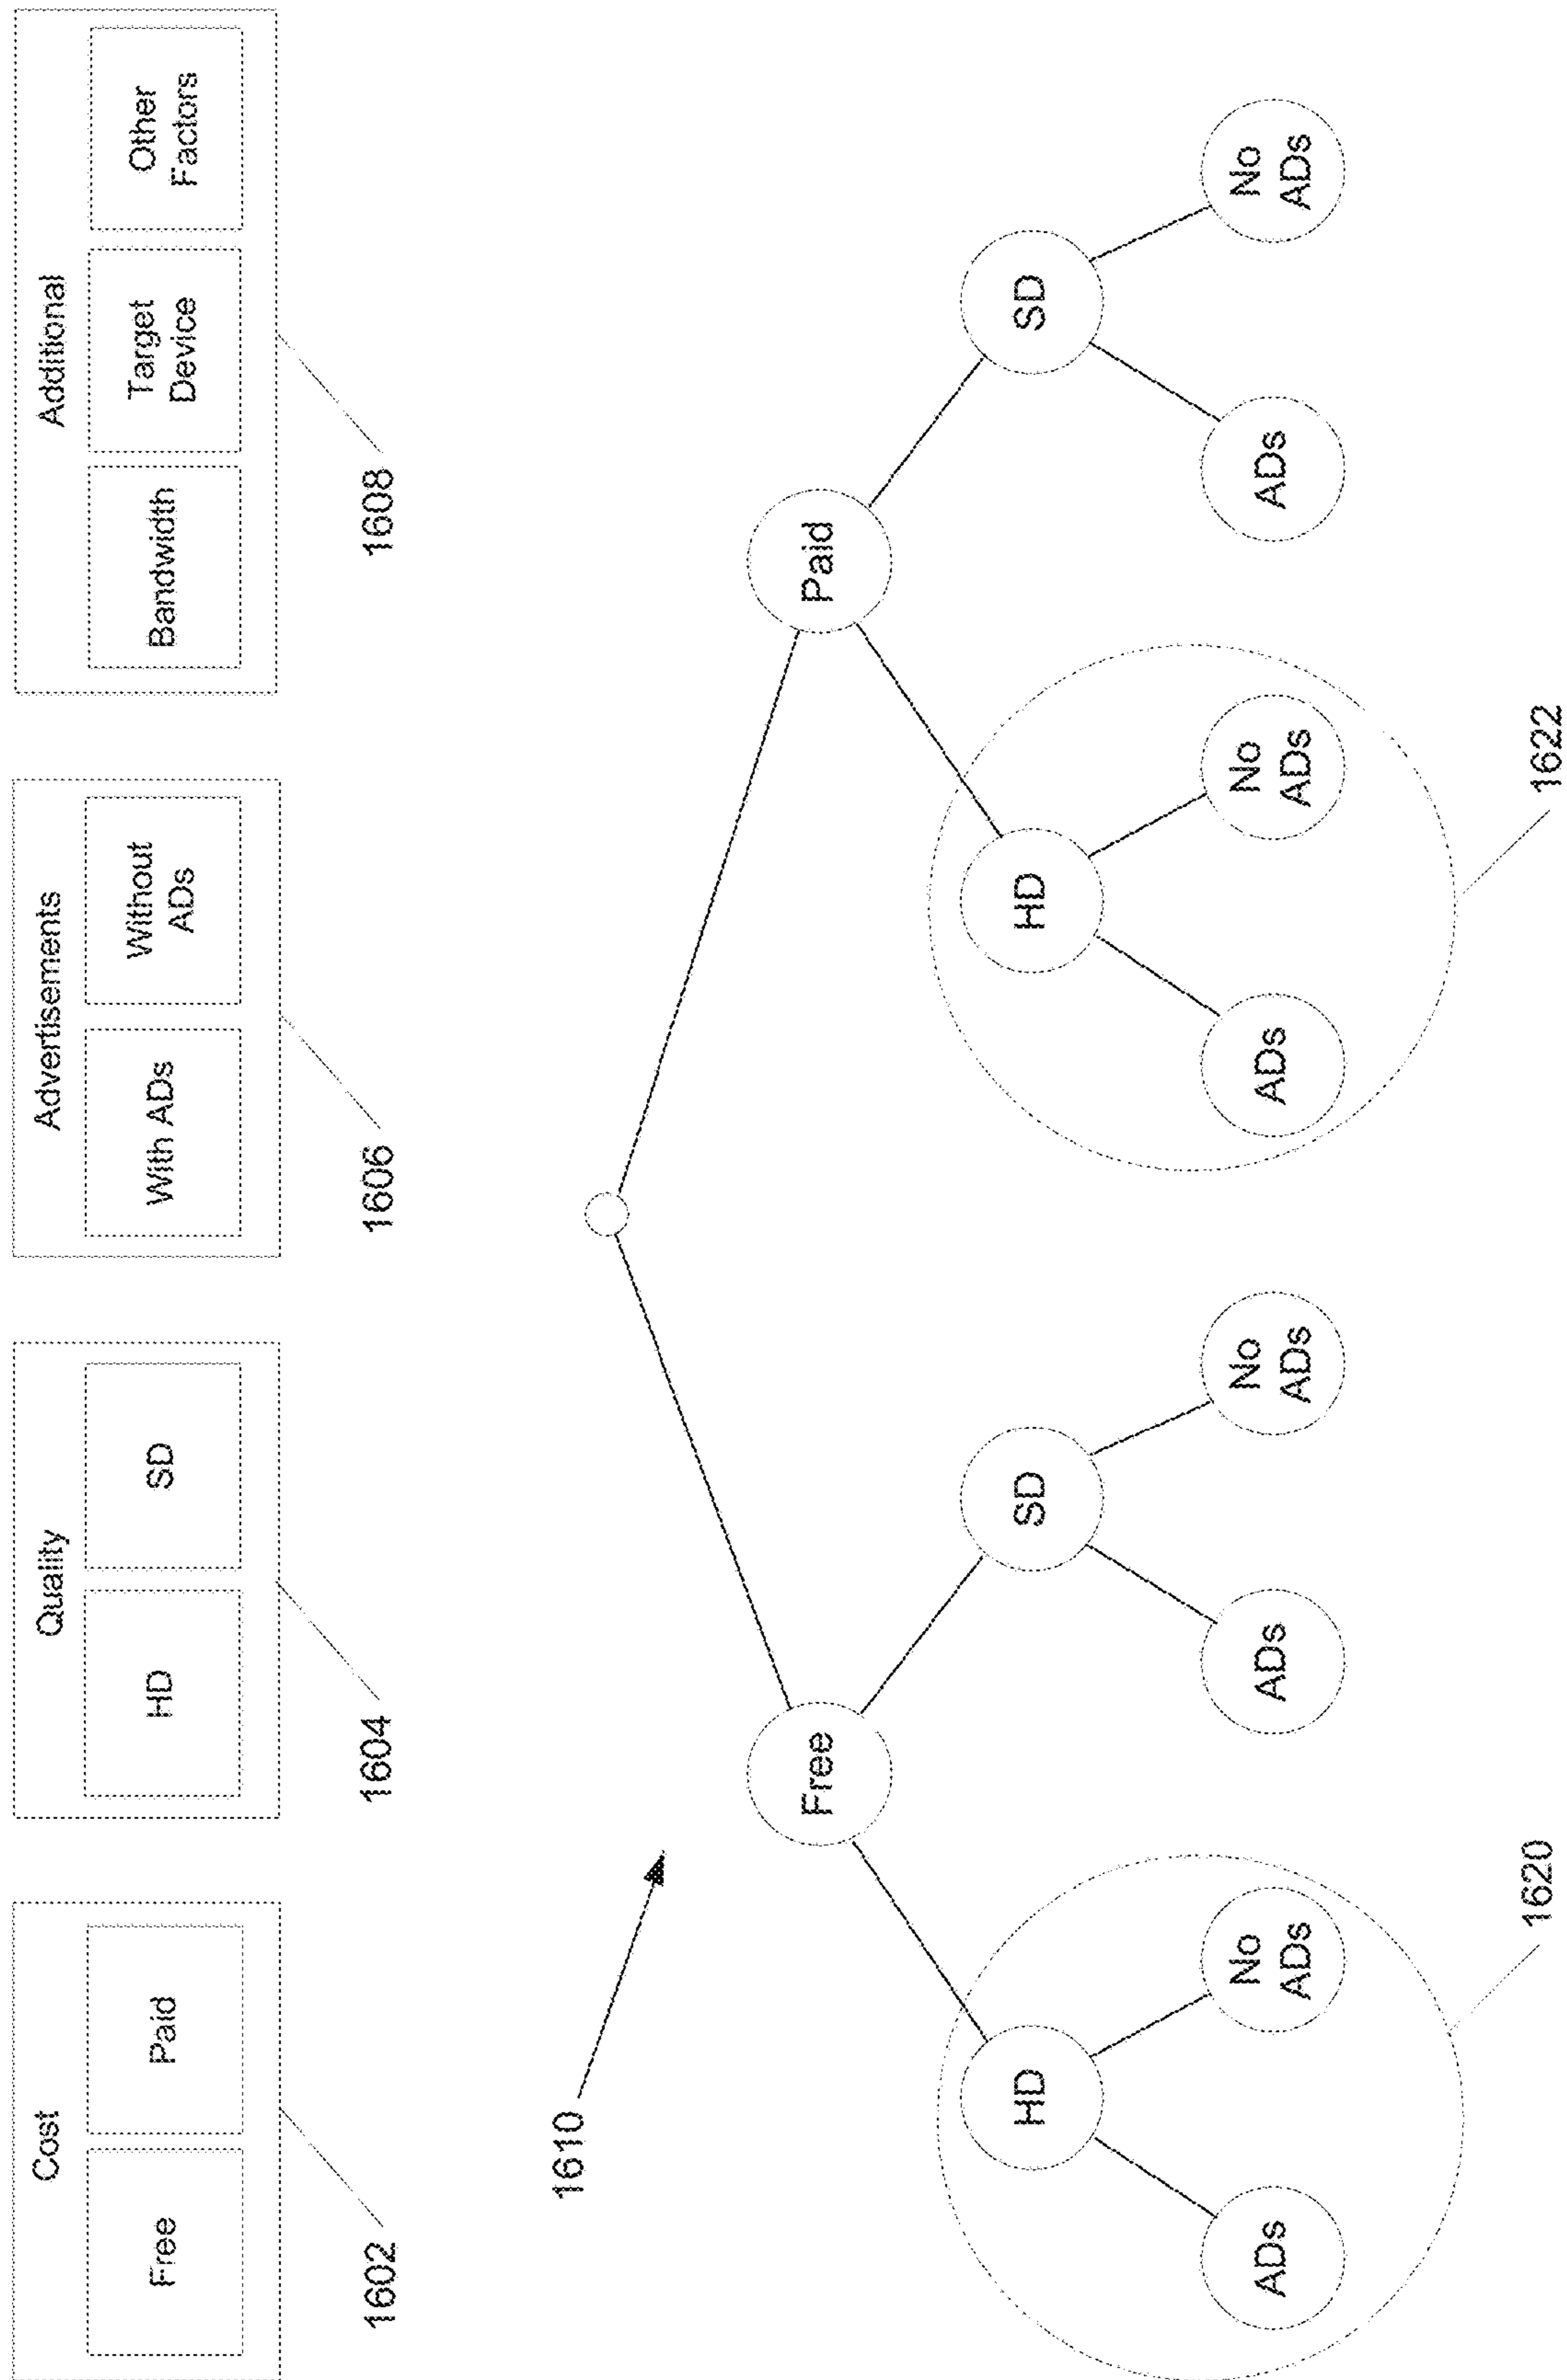 Cost
Free
Paid
1602
Quality
HD
SD
1604
Advertisements
With ADs
Without
ADs
1606
Additional
Bandwidth
Target
Device
Other
Factors
1608
1610
Free
Paid
HD
SD
HD
SD
ADs
No
ADs
ADs
No
ADs
ADs
No
ADs
ADs
No
ADs
1620
1622